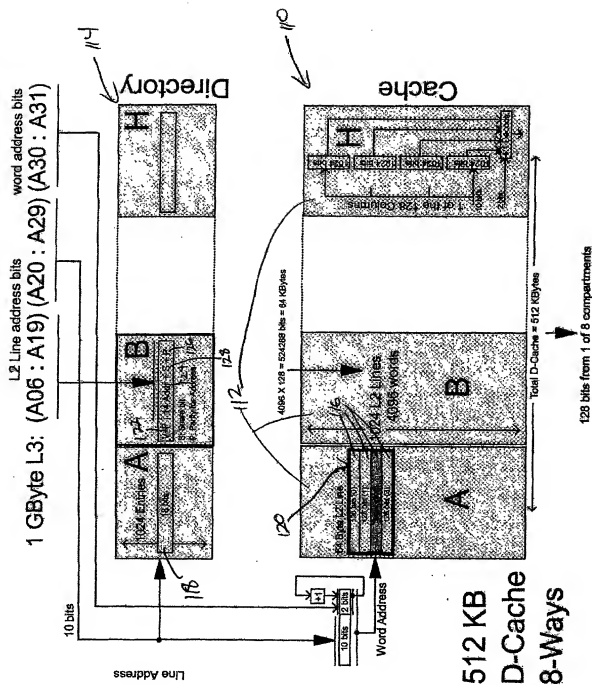 1 GByte L3:
L2 Line address bits
word address bits
(A06 : A19) (A20 : A29) (A30 : A31)
10 bits
Line Address
1024 Entries
A
B
H
Directory
114
118
124
128
10 bits
2 bits
+1
Word Address
4096 X 128 = 524288 bits = 64 KBytes
1024 L2 Lines
4096 words
A
B
H
1 of the 128 Columns
Cache
110
112
116
120
Total D-Cache = 512 KBytes
128 bits from 1 of 8 compartments
512 KB
D-Cache
8-Ways